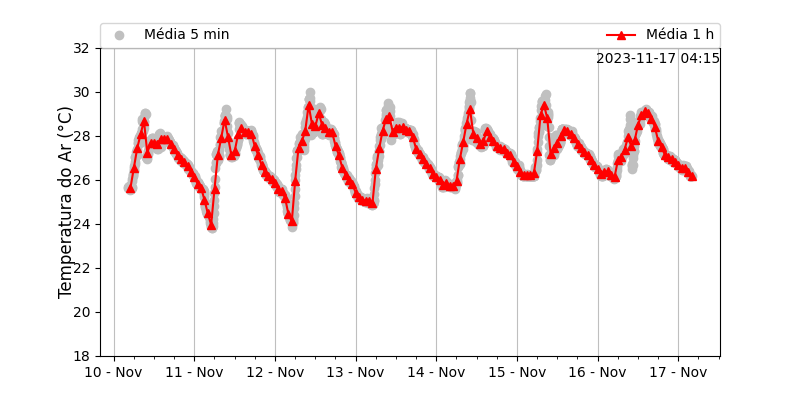 Média 5 min
Média 1 h
2023-11-17 04:15
Temperatura do Ar (°C)
32
30
28
26
24
22
20
18
10 - Nov
11 - Nov
12 - Nov
13 - Nov
14 - Nov
15 - Nov
16 - Nov
17 - Nov